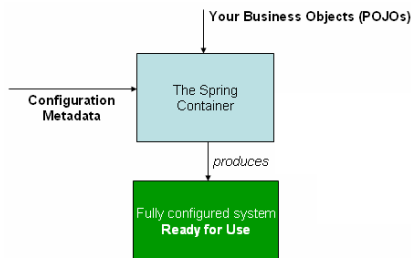 Your Business Objects (POJOs)
The Spring
Container
Configuration
Metadata
produces
Fully configured system
Ready for Use